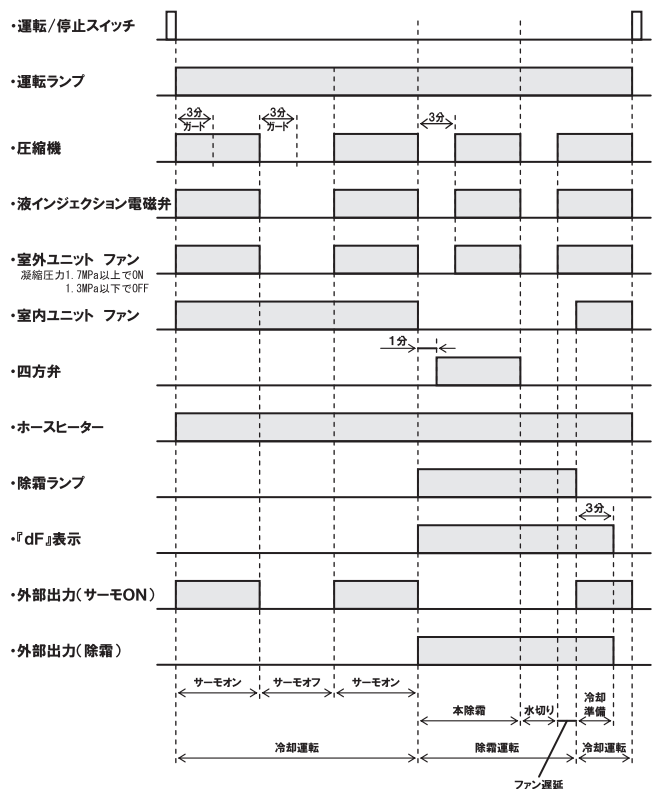 ・運転/停止スイッチ
・運転ランプ
3分
ガード
3分
ガード
3分
・圧縮機
・液インジェクション電磁弁
・室外ユニット ファン
凝縮圧力1.7MPa以上でON
1.3MPa以下でOFF
・室内ユニット ファン
1分
・四方弁
・ホースヒーター
・除霜ランプ
3分
・『dF』表示
・外部出力(サーモON)
・外部出力(除霜)
サーモオン
サーモオフ
サーモオン
本除霜
水切り
冷却
準備
冷却運転
除霜運転
冷却運転
ファン遅延